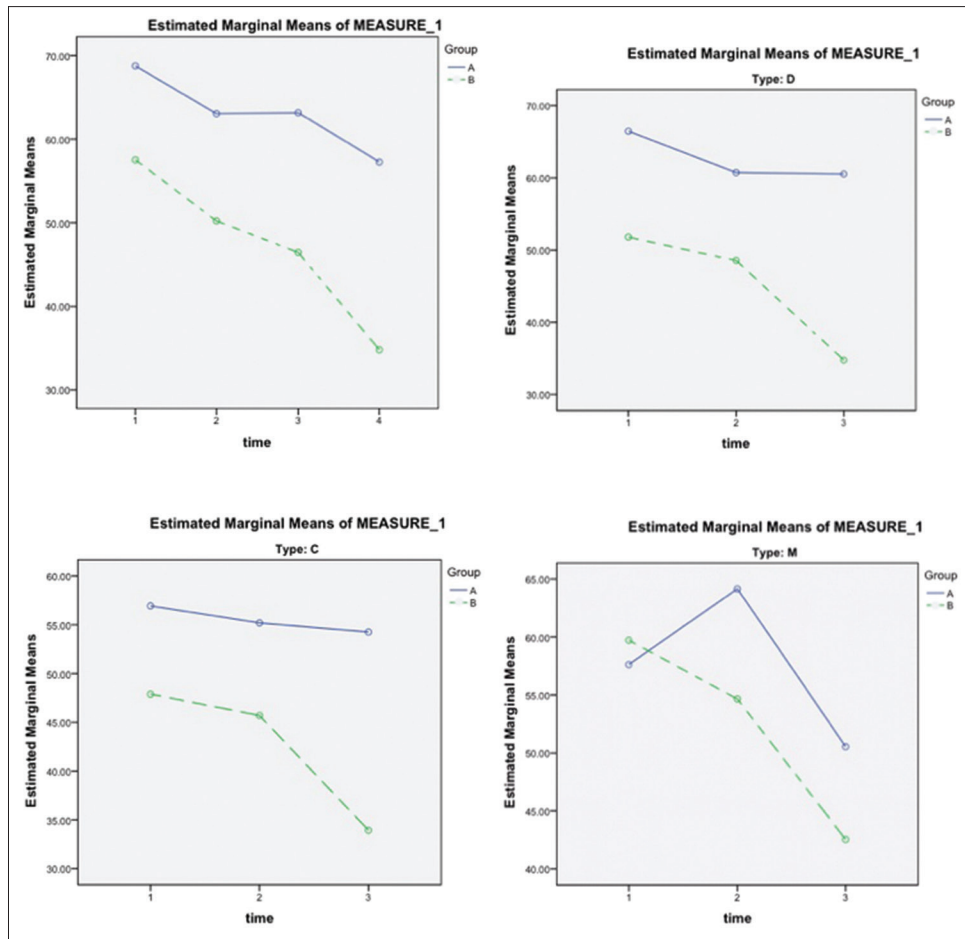 Estimated Marginal Means of MEASURE_1
Group
A
B
Estimated Marginal Means
70.00
60.00
50.00
40.00
30.00
1 2 3 4
time
Estimated Marginal Means of MEASURE_1
Type: D
Group
A
B
Estimated Marginal Means
70.00
60.00
50.00
40.00
30.00
1 2 3
time
Estimated Marginal Means of MEASURE_1
Type: C
Group
A
B
Estimated Marginal Means
60.00
55.00
50.00
45.00
40.00
35.00
30.00
1 2 3
time
Estimated Marginal Means of MEASURE_1
Type: M
Group
A
B
Estimated Marginal Means
65.00
60.00
55.00
50.00
45.00
40.00
1 2 3
time